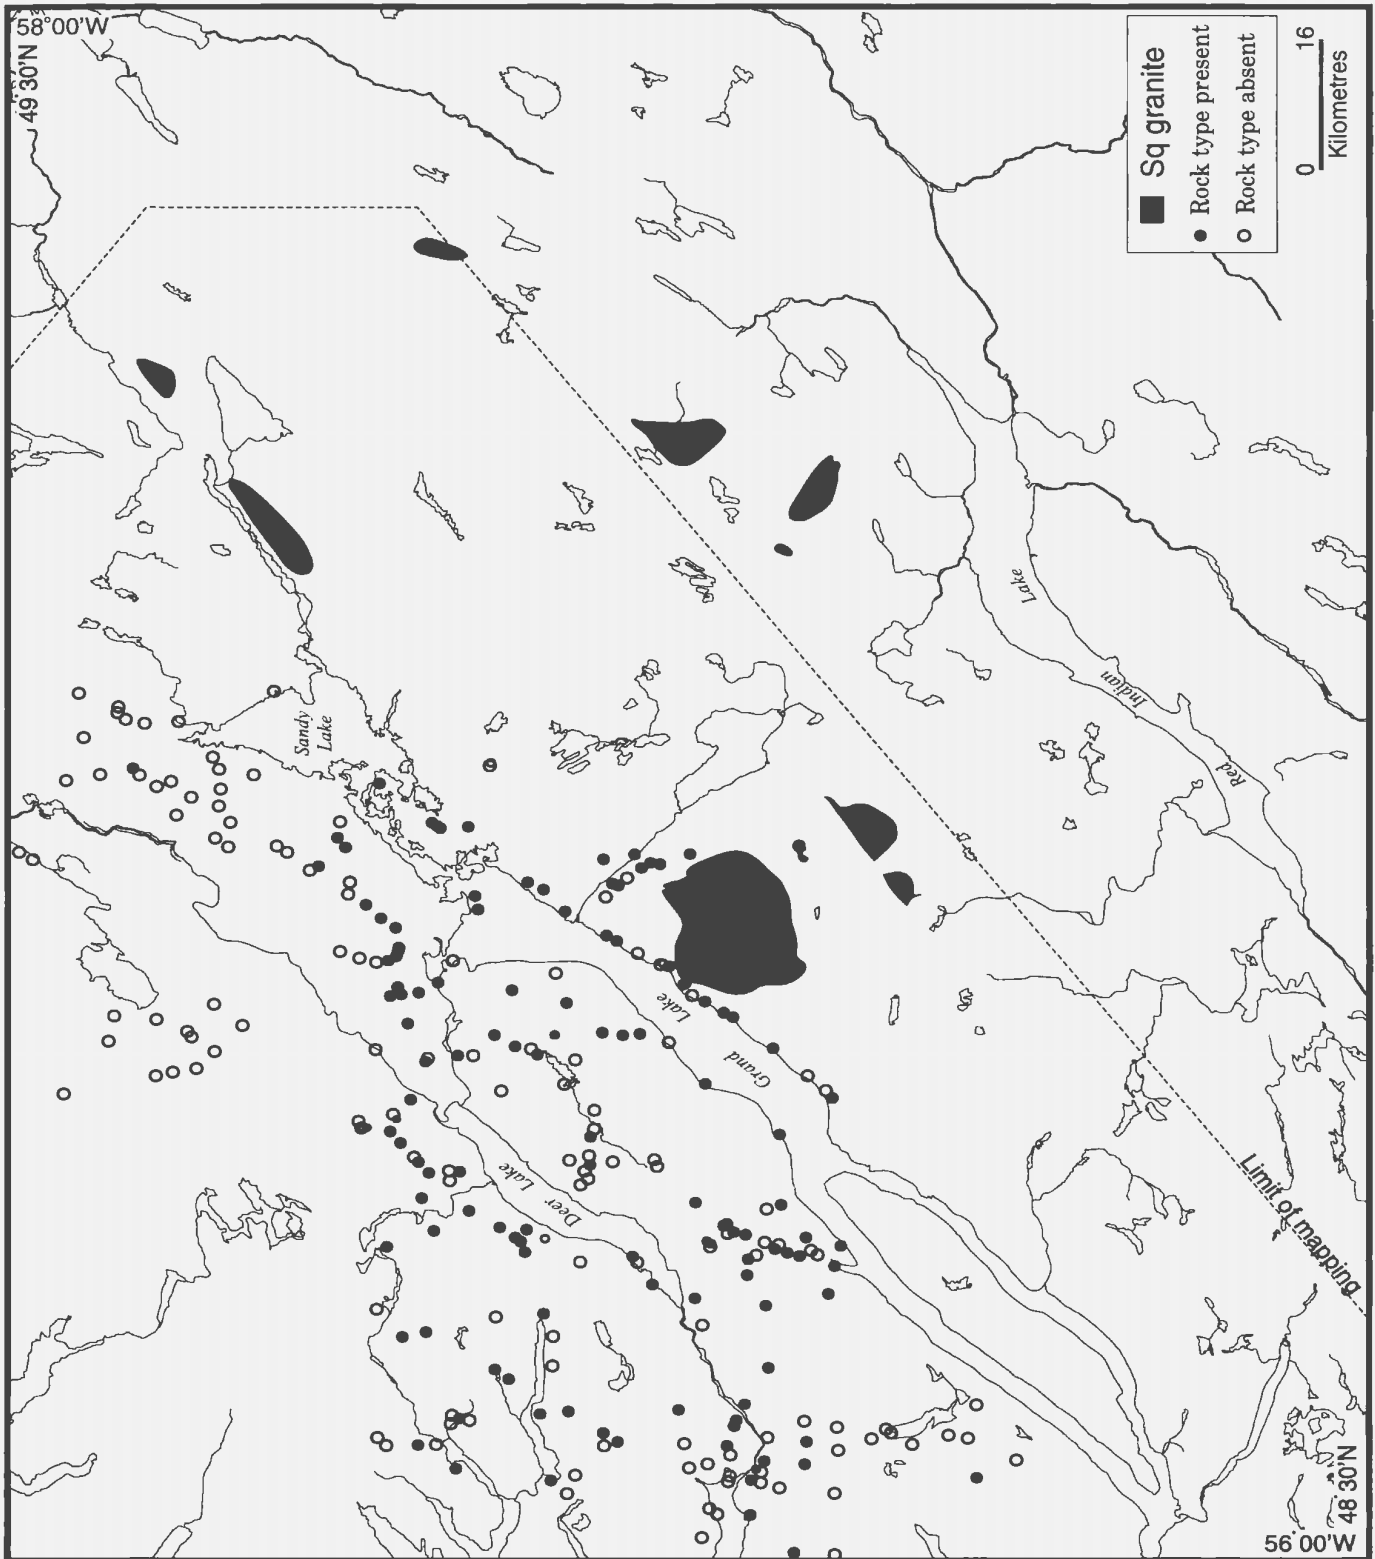 58°00'W
49°30'N
Sq granite
Rock type present
Rock type absent
0 16
Kilometres
Sandy
Lake
Lake
Indian
Red
Lake
Grand
Lake
Deer
Limit of mapping
48°30'N
56°00'W